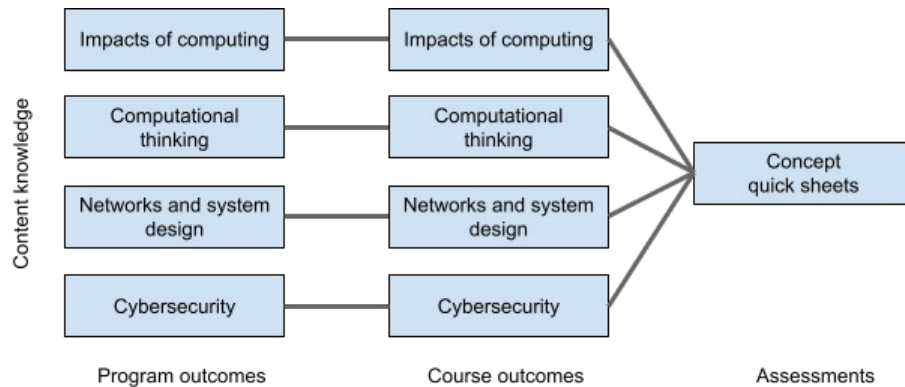 Content knowledge
Impacts of computing
Impacts of computing
Computational
thinking
Computational
thinking
Networks and system
design
Networks and system
design
Cybersecurity
Cybersecurity
Concept
quick sheets
Program outcomes
Course outcomes
Assessments